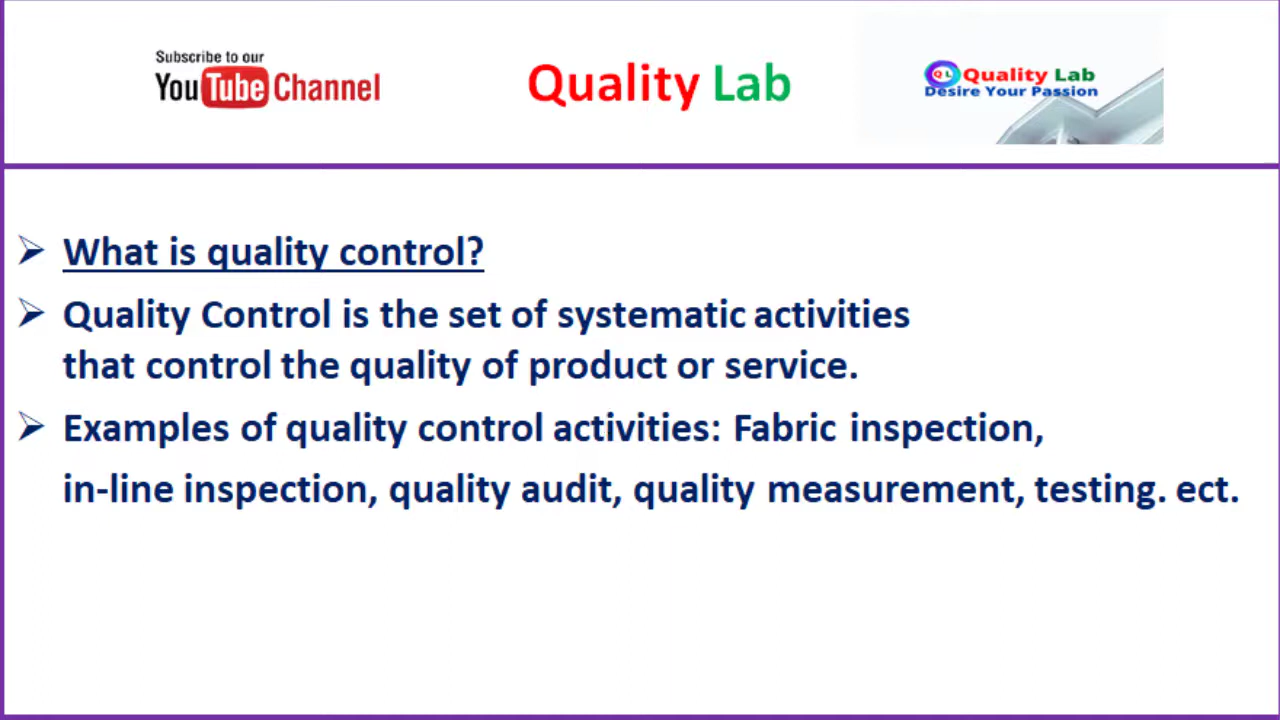 Subscribe to our
YouTube Channel
Quality Lab
QL Quality Lab
Desire Your Passion
What is quality control?
Quality Control is the set of systematic activities
that control the quality of product or service.
Examples of quality control activities: Fabric inspection,
in-line inspection, quality audit, quality measurement, testing. ect.